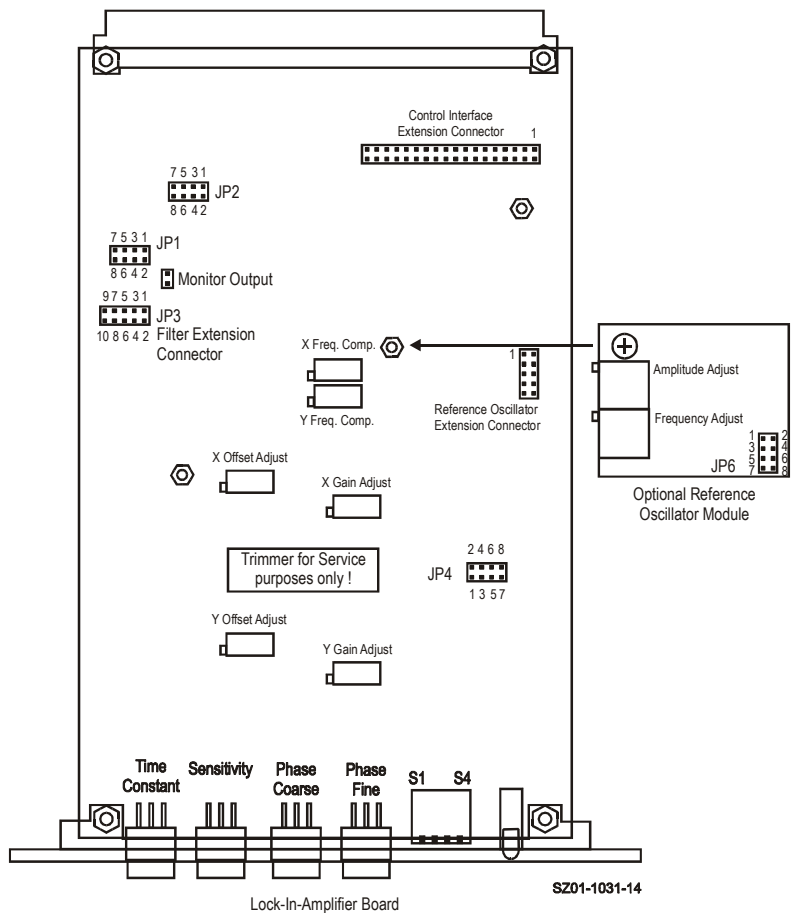 Control Interface
Extension Connector
1
7 5 3 1
JP2
8 6 4 2
7 5 3 1
JP1
8 6 4 2
Monitor Output
9 7 5 3 1
JP3
10 8 6 4 2
Filter Extension
Connector
X Freq. Comp.
Y Freq. Comp.
1
Reference Oscillator
Extension Connector
Amplitude Adjust
Frequency Adjust
1 2
3 4
5 6
7 8
JP6
Optional Reference
Oscillator Module
X Offset Adjust
X Gain Adjust
Trimmer for Service
purposes only !
2 4 6 8
JP4
1 3 5 7
Y Offset Adjust
Y Gain Adjust
Time
Constant
Sensitivity
Phase
Coarse
Phase
Fine
S1 S4
SZ01-1031-14
Lock-In-Amplifier Board